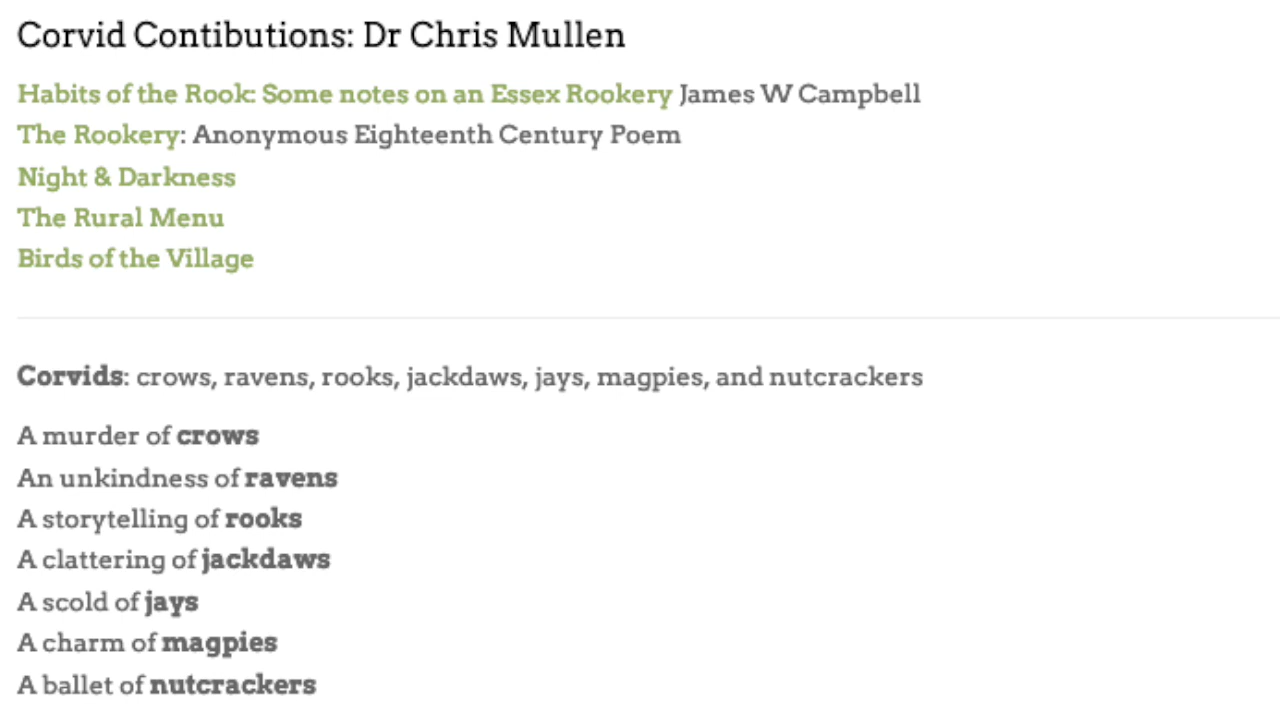 Corvid Contibutions: Dr Chris Mullen
Habits of the Rook: Some notes on an Essex Rookery James W Campbell
The Rookery: Anonymous Eighteenth Century Poem
Night & Darkness
The Rural Menu
Birds of the Village
Corvids: crows, ravens, rooks, jackdaws, jays, magpies, and nutcrackers
A murder of crows
An unkindness of ravens
A storytelling of rooks
A clattering of jackdaws
A scold of jays
A charm of magpies
A ballet of nutcrackers